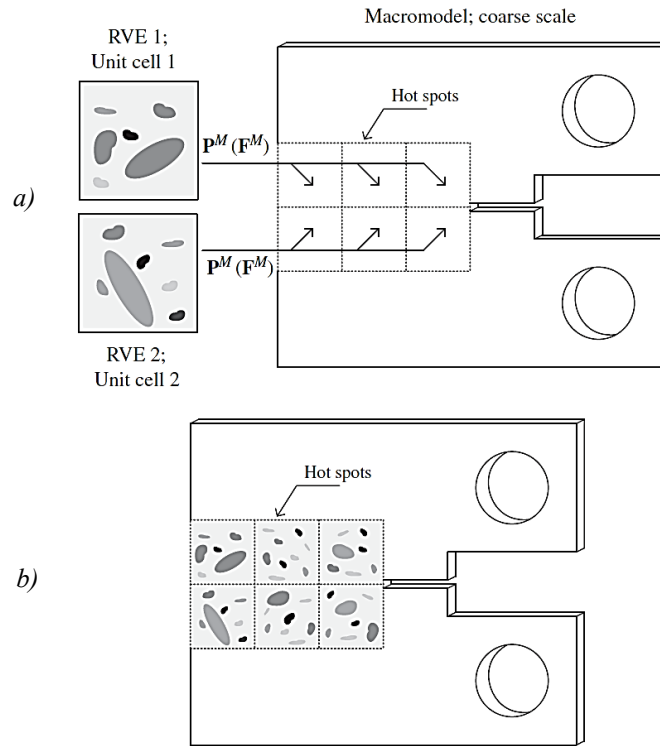 Macromodel; coarse scale
RVE 1;
Unit cell 1
Hot spots
P^M (F^M)
a)
P^M (F^M)
RVE 2;
Unit cell 2
Hot spots
b)